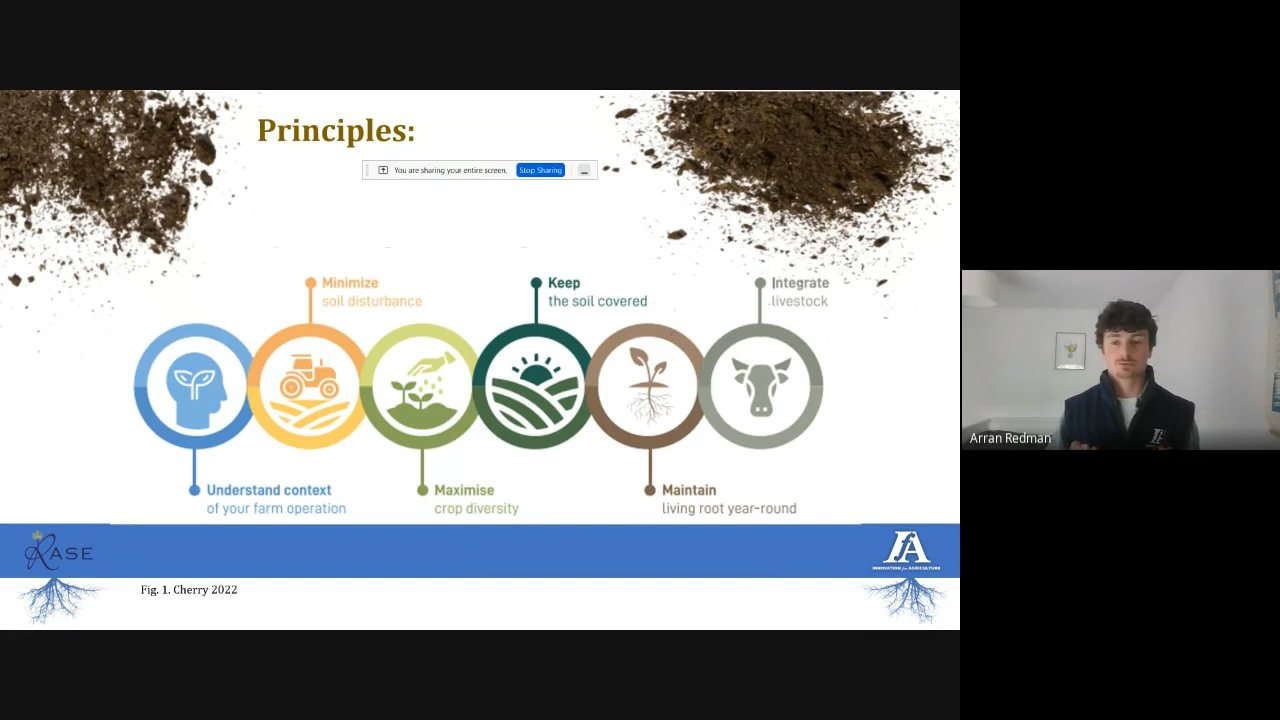 Principles:
You are sharing your entire screen.
Stop Sharing
Minimize
soil disturbance
Keep
the soil covered
Integrate
livestock
Understand context
of your farm operation
Maximise
crop diversity
Maintain
living root year-round
RASE
fA
INNOVATION for AGRICULTURE
Fig. 1. Cherry 2022
Arran Redman